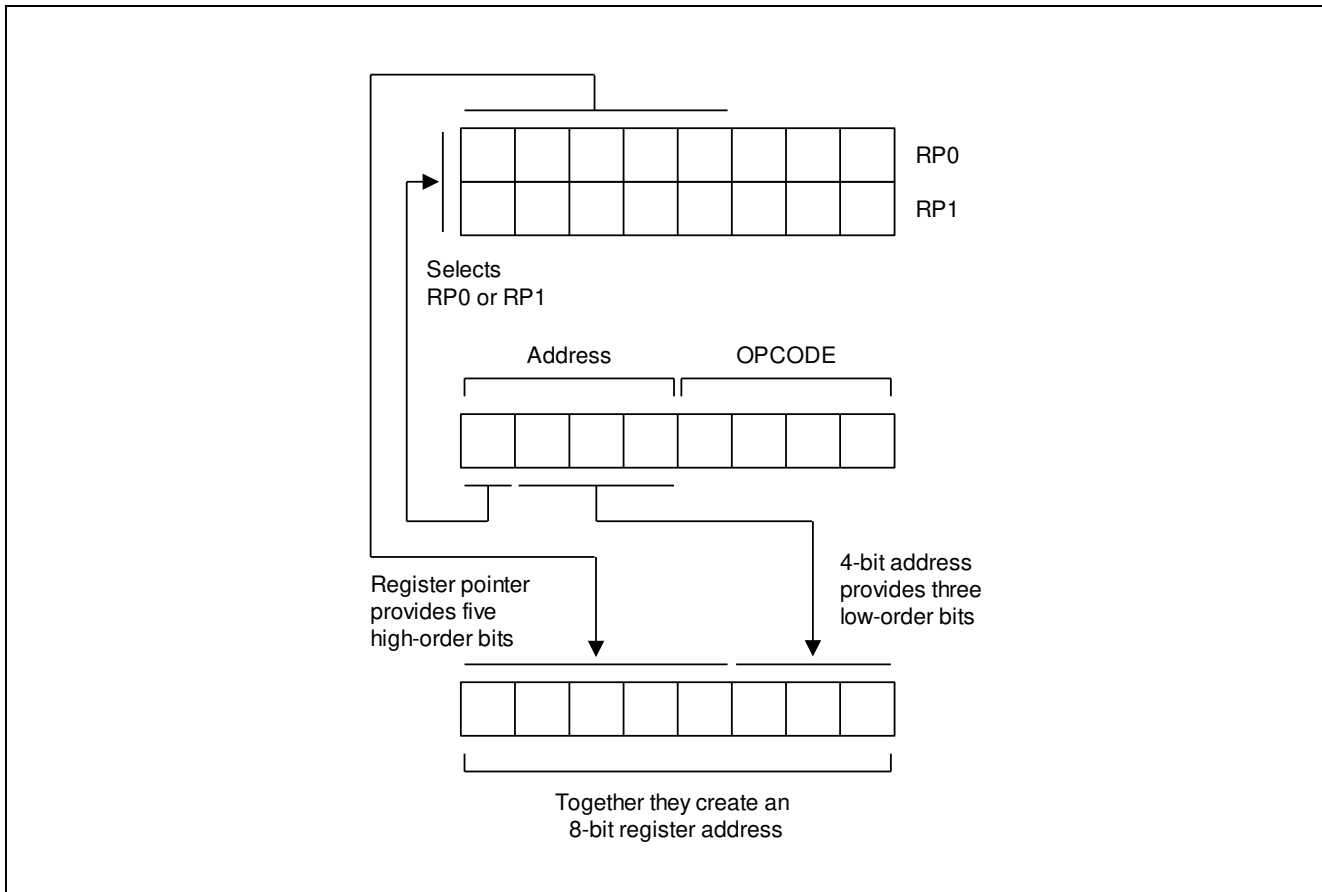 RP0
RP1
Selects
RP0 or RP1
Address
OPCODE
Register pointer
provides five
high-order bits
4-bit address
provides three
low-order bits
Together they create an
8-bit register address